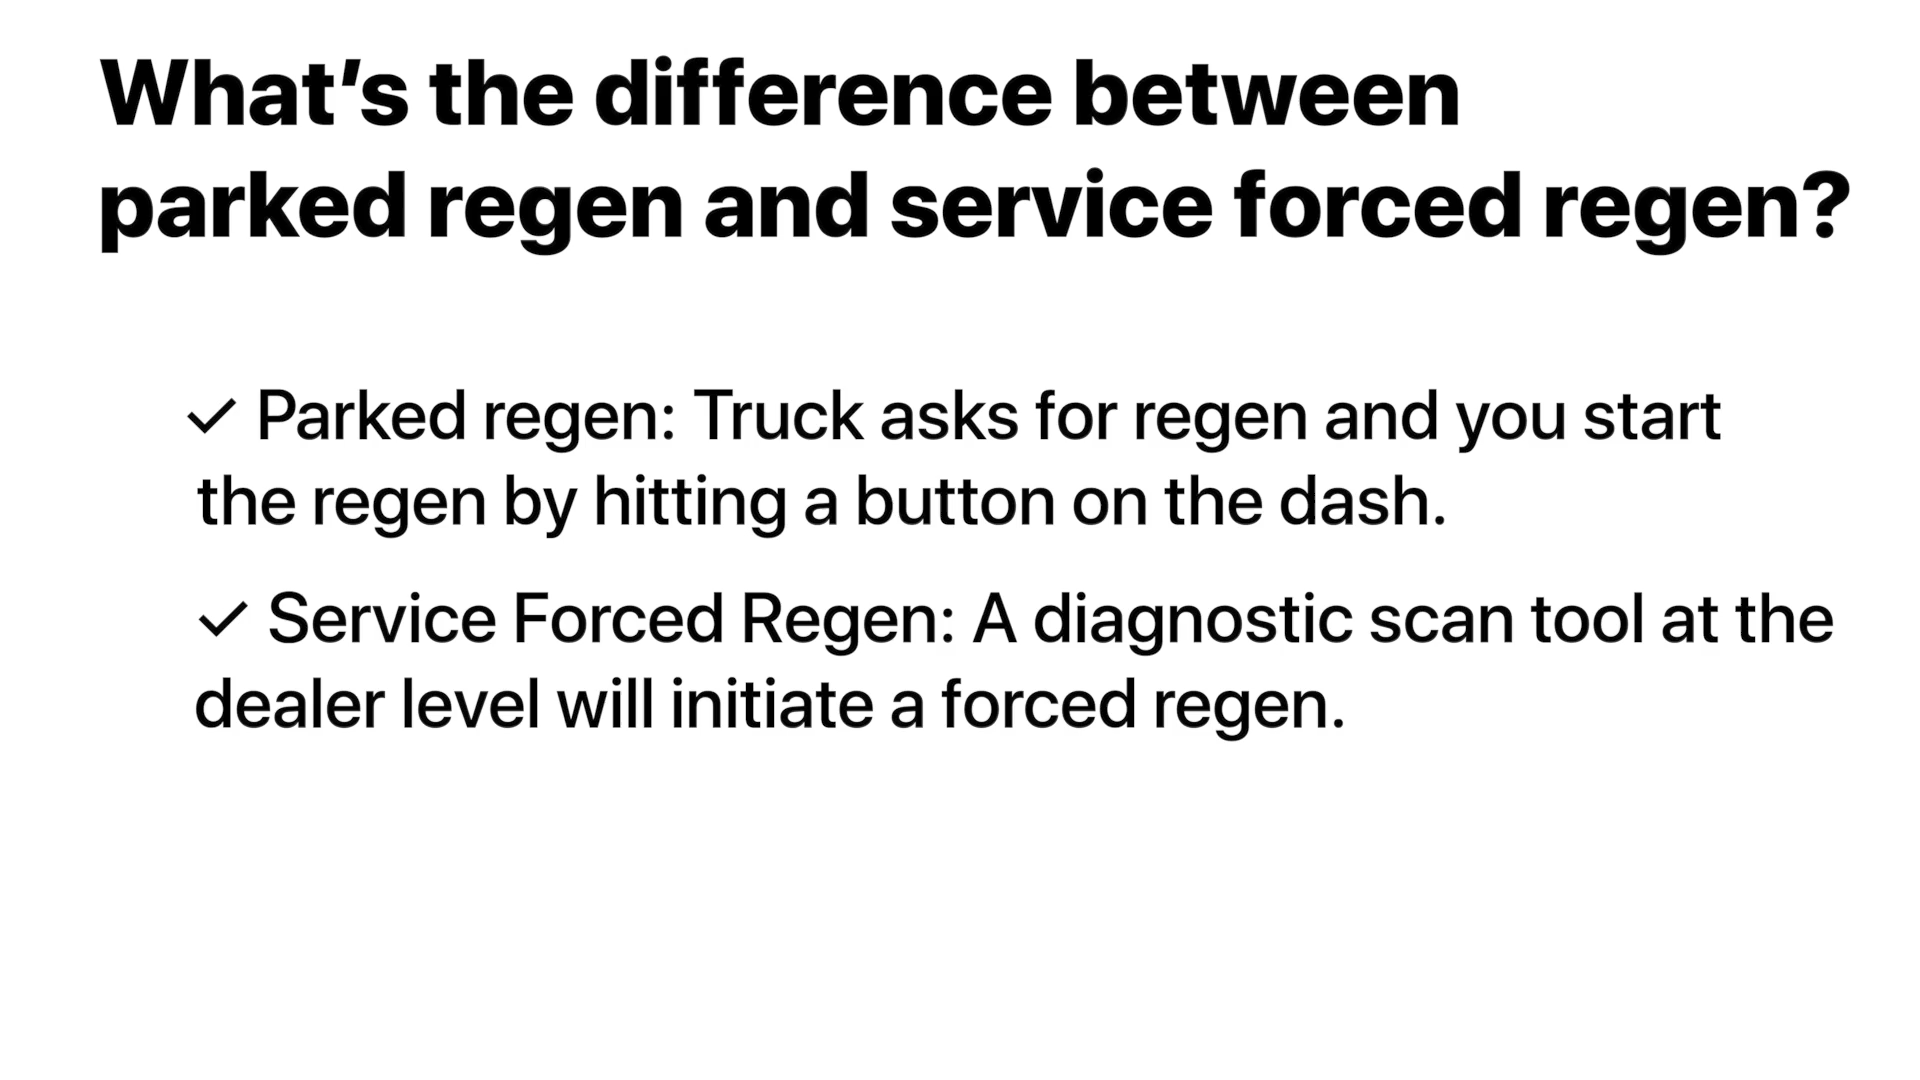 What’s the difference between
parked regen and service forced regen?
✓ Parked regen: Truck asks for regen and you start
the regen by hitting a button on the dash.
✓ Service Forced Regen: A diagnostic scan tool at the
dealer level will initiate a forced regen.